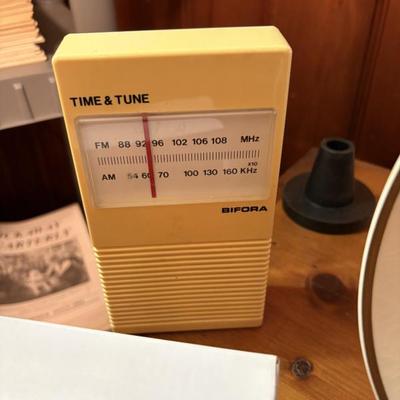 TIME & TUNE
FM 88 92 96 102 106 108 MHz
x10
AM 54 60 70 100 130 160 KHz
BIFORA